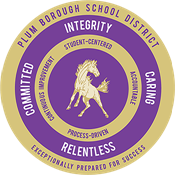 PLUM BOROUGH SCHOOL DISTRICT
INTEGRITY
STUDENT-CENTERED
COMMITTED
CONTINUOUS IMPROVEMENT
ACCOUNTABLE
CARING
PROCESS-DRIVEN
RELENTLESS
EXCEPTIONALLY PREPARED FOR SUCCESS